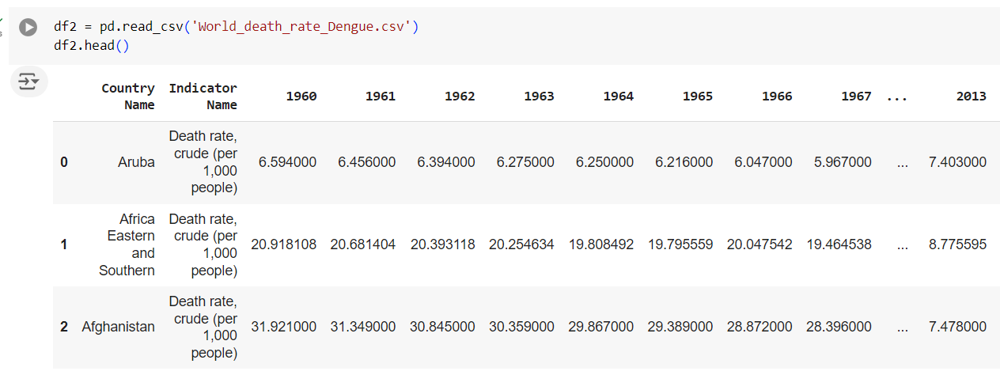 df2 = pd.read_csv('World_death_rate_Dengue.csv')
df2.head()
Country Name Indicator Name 1960 1961 1962 1963 1964 1965 1966 1967 ... 2013
0 Aruba Death rate, crude (per 1,000 people) 6.594000 6.456000 6.394000 6.275000 6.250000 6.216000 6.047000 5.967000 ... 7.403000
1 Africa Eastern and Southern Death rate, crude (per 1,000 people) 20.918108 20.681404 20.393118 20.254634 19.808492 19.795559 20.047542 19.464538 ... 8.775595
2 Afghanistan Death rate, crude (per 1,000 people) 31.921000 31.349000 30.845000 30.359000 29.867000 29.389000 28.872000 28.396000 ... 7.478000